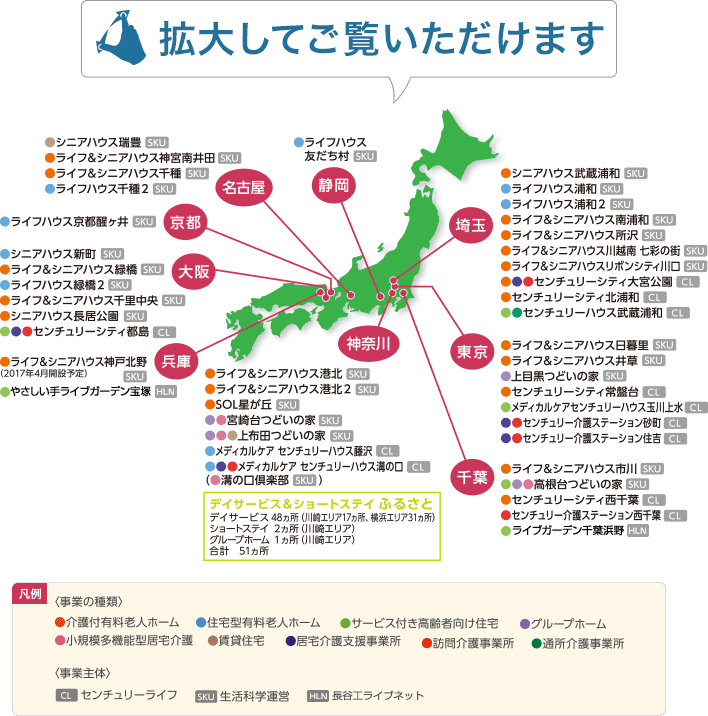 拡大してご覧いただけます
シニアハウス瑞豊 SKU
ライフ&シニアハウス神宮南井田 SKU
ライフ&シニアハウス千種 SKU
ライフハウス千種2 SKU
名古屋
ライフハウス
友だち村 SKU
静岡
ライフハウス京都醒ヶ井 SKU
京都
シニアハウス新町 SKU
ライフ&シニアハウス緑橋 SKU
ライフハウス緑橋2 SKU
ライフ&シニアハウス千里中央 SKU
シニアハウス長居公園 SKU
センチュリーシティ都島 CL
大阪
ライフ&シニアハウス神戸北野
(2017年4月開設予定) SKU
やさしい手ライブガーデン宝塚 HLN
兵庫
シニアハウス武蔵浦和 SKU
ライフハウス浦和 SKU
ライフハウス浦和2 SKU
ライフ&シニアハウス南浦和 SKU
ライフ&シニアハウス所沢 SKU
ライフ&シニアハウス川越南 七彩の街 SKU
ライフ&シニアハウスリボンシティ川口 SKU
センチュリーシティ大宮公園 CL
センチュリーシティ北浦和 CL
センチュリーハウス武蔵浦和 CL
埼玉
ライフ&シニアハウス日暮里 SKU
ライフ&シニアハウス井草 SKU
上目黒つどいの家 SKU
センチュリーシティ常盤台 CL
メディカルケアセンチュリーハウス玉川上水 CL
センチュリー介護ステーション砂町 CL
センチュリー介護ステーション住吉 CL
東京
ライフ&シニアハウス市川 SKU
高根台つどいの家 SKU
センチュリーシティ西千葉 CL
センチュリー介護ステーション西千葉 CL
ライブガーデン千葉浜野 HLN
千葉
神奈川
ライフ&シニアハウス港北 SKU
ライフ&シニアハウス港北2 SKU
SOL星が丘 SKU
宮崎台つどいの家 SKU
上布田つどいの家 SKU
メディカルケア センチュリーハウス藤沢 CL
メディカルケア センチュリーハウス溝の口 CL
(溝の口倶楽部 SKU)
デイサービス&ショートステイ ふるさと
デイサービス 48ヵ所(川崎エリア17ヵ所、横浜エリア31ヵ所)
ショートステイ 2ヵ所(川崎エリア)
グループホーム 1ヵ所(川崎エリア)
合計 51ヵ所
凡例
〈事業の種類〉
介護付有料老人ホーム 住宅型有料老人ホーム サービス付き高齢者向け住宅 グループホーム
小規模多機能型居宅介護 賃貸住宅 居宅介護支援事業所 訪問介護事業所 通所介護事業所
〈事業主体〉
CL センチュリーライフ SKU 生活科学運営 HLN 長谷工ライブネット